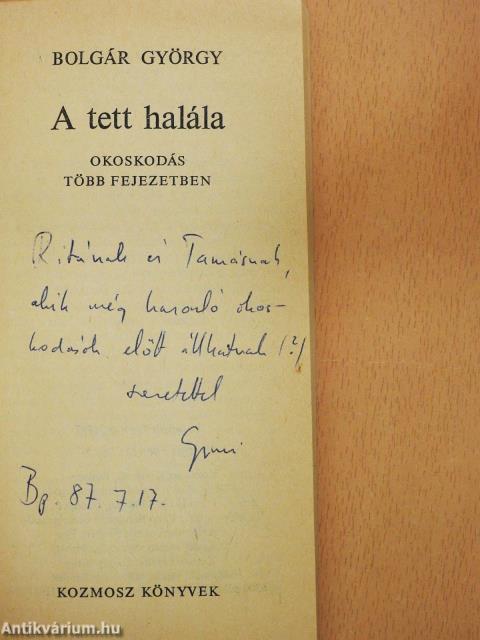 BOLGÁR GYÖRGY
A tett halála
OKOSKODÁS
TÖBB FEJEZETBEN
Ritának és Tamásnak,
akik még hasonló okos-
kodások előtt állhatnak (?)
szeretettel
Gyuri
Bp. 87. 7.17.
KOZMOSZ KÖNYVEK
Antikvárium.hu